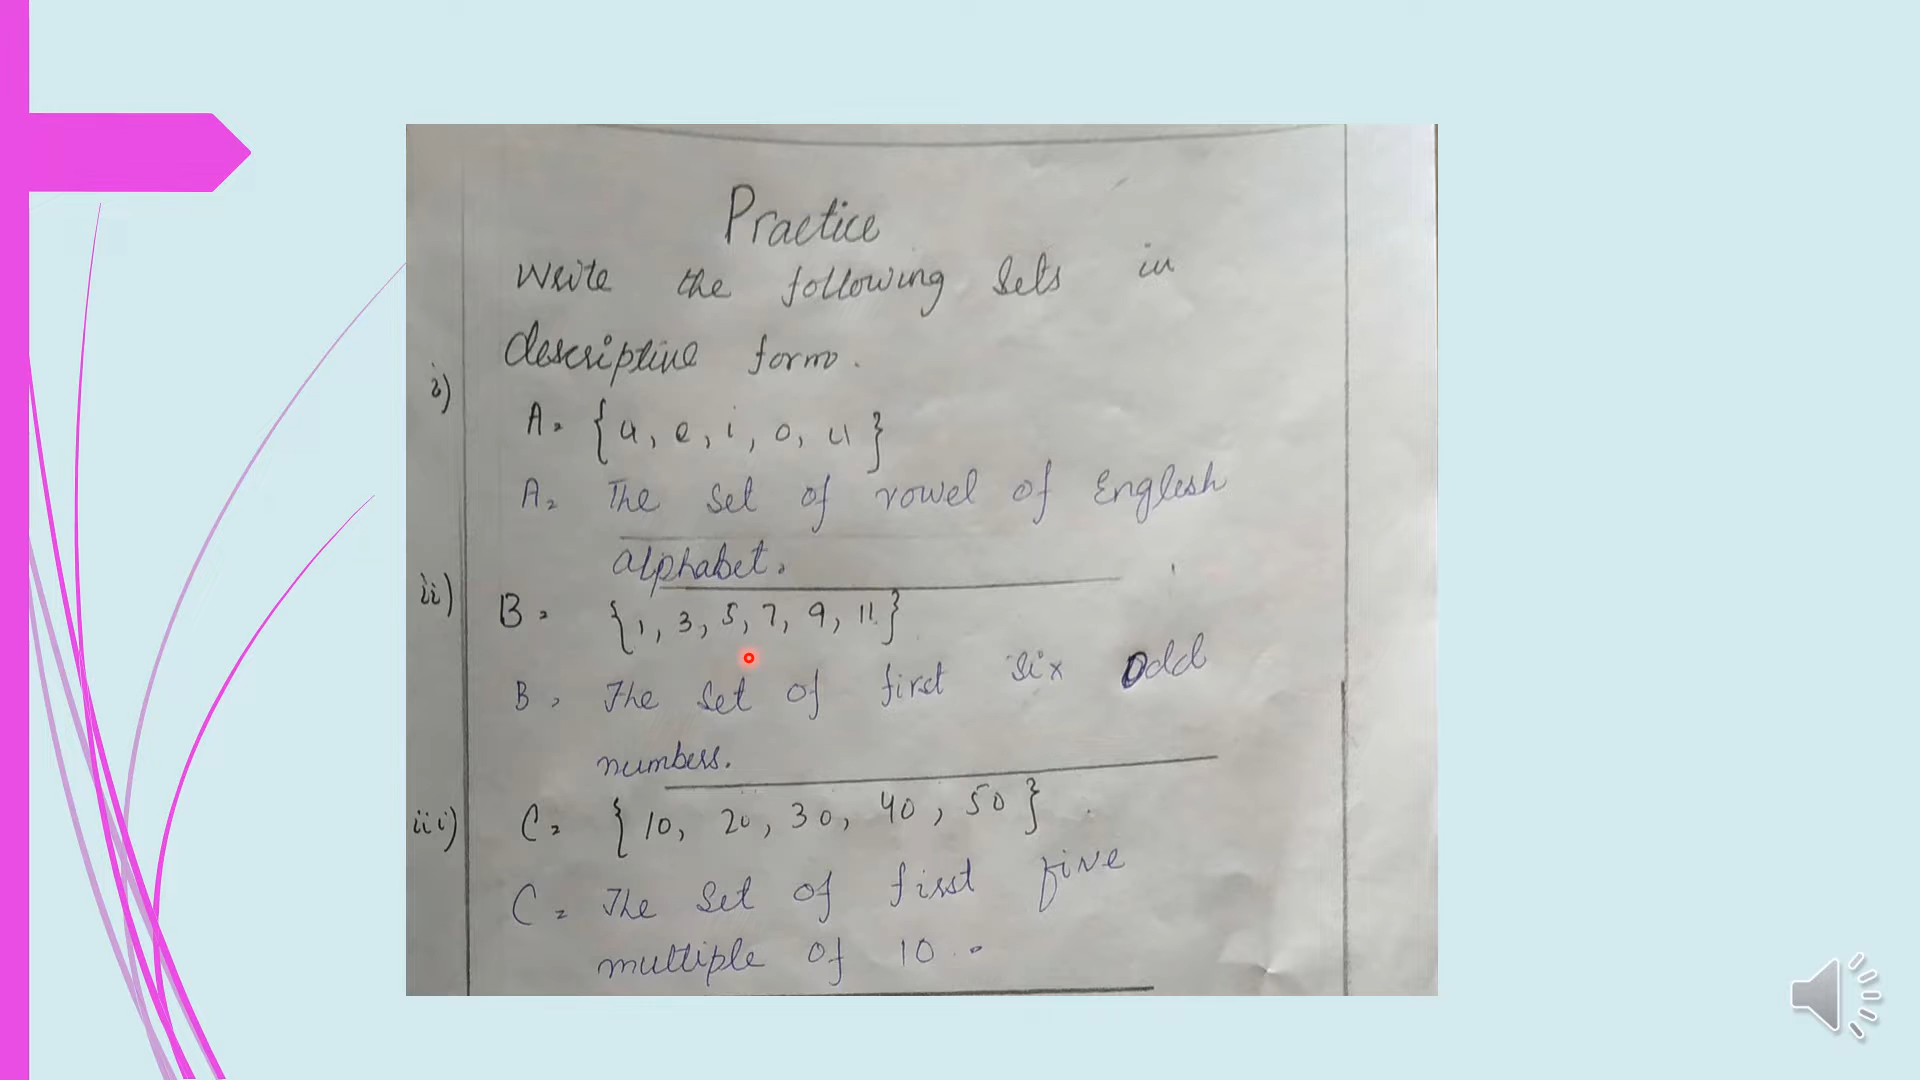 Practice
Write the following sets in
descriptive form.
i)
A = {a, e, i, o, u}
A = The Set of vowel of English
alphabet.
ii) B = {1, 3, 5, 7, 9, 11}
B = The Set of first six Odd
numbers.
iii) C = {10, 20, 30, 40, 50}
C = The Set of first five
multiple of 10.